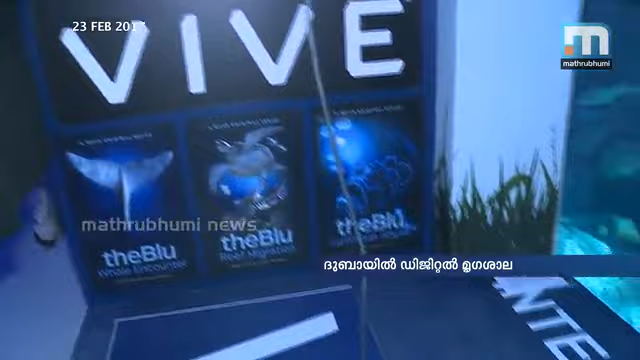 23 FEB 201
VIVE
mathrubhumi
mathrubhumi news
theBlu
Whale Encounter
theBlu
Reef Migration
theBlu
ദുബായിൽ ഡിജിറ്റൽ മൃഗശാല
NTE